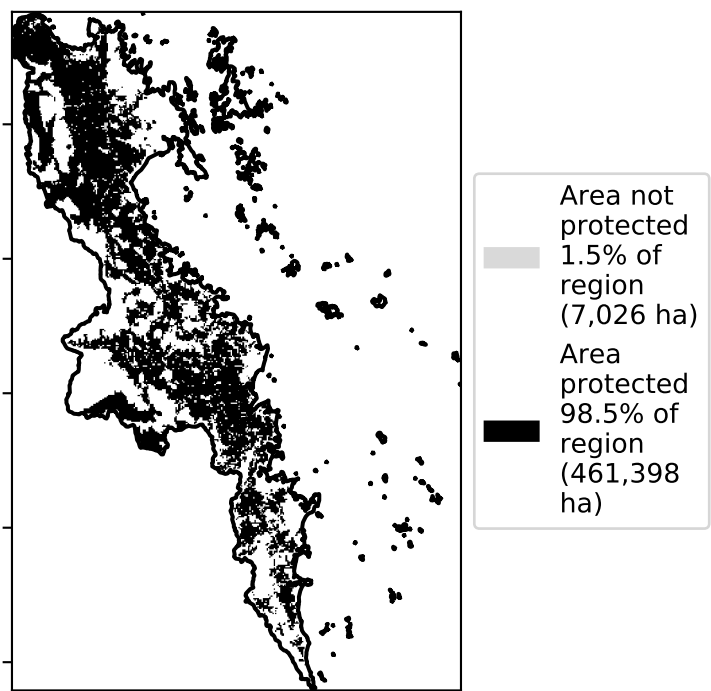 Area not
protected
1.5% of
region
(7,026 ha)
Area
protected
98.5% of
region
(461,398
ha)